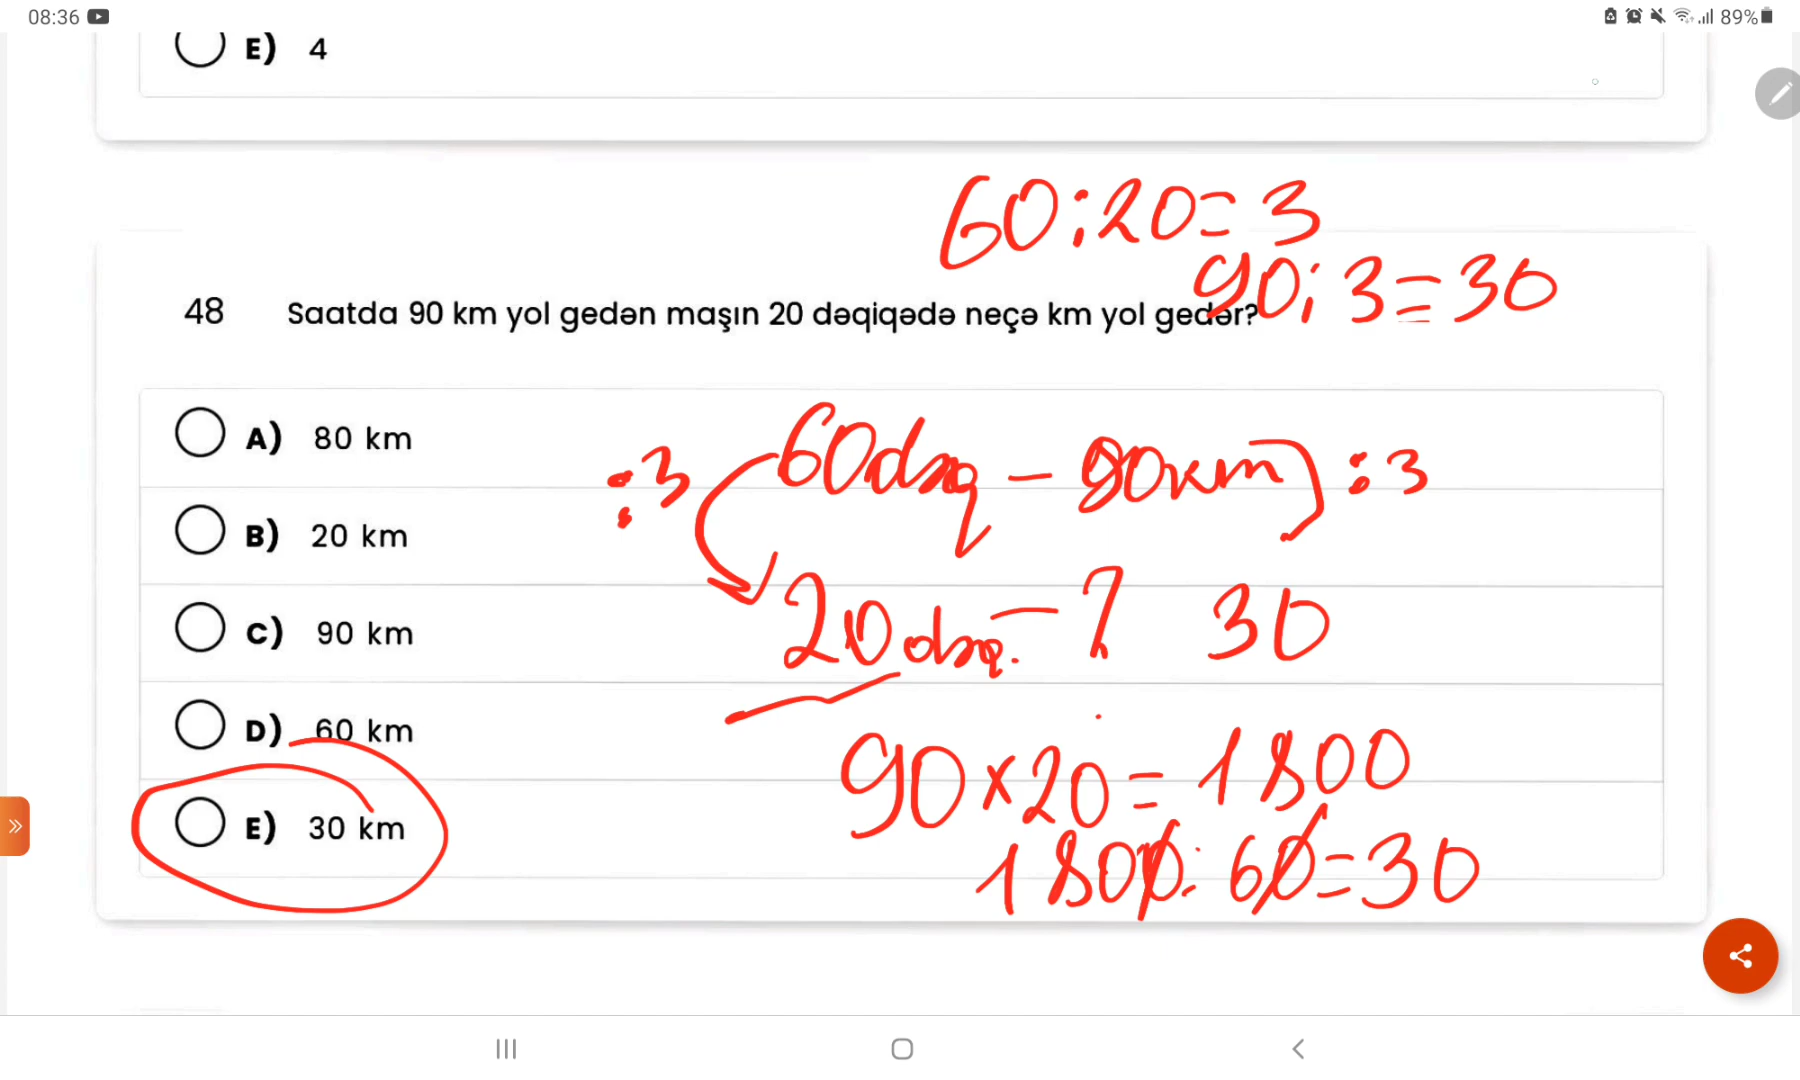 08:36
89%
E) 4
60:20=3
90:3=30
48 Saatda 90 km yol gedən maşın 20 dəqiqədə neçə km yol gedər?
A) 80 km
:3 60dəq - 90km :3
B) 20 km
20 dəq. - ? 30
C) 90 km
D) 60 km
90×20=1800
E) 30 km
1800:60=30